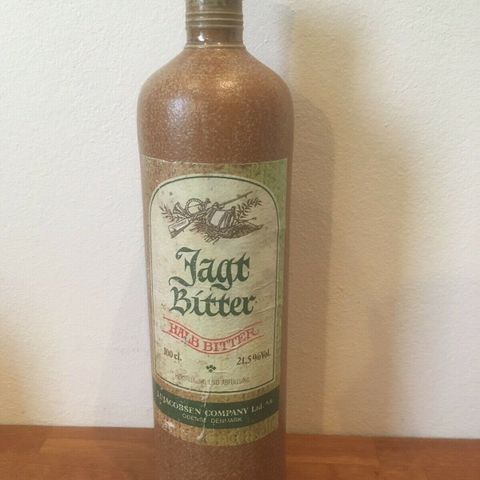 Jagt
Bitter
HALB BITTER
100 cl.
21,5 % Vol.
JACOBSEN COMPANY Ltd.
ODENSE-DENMARK